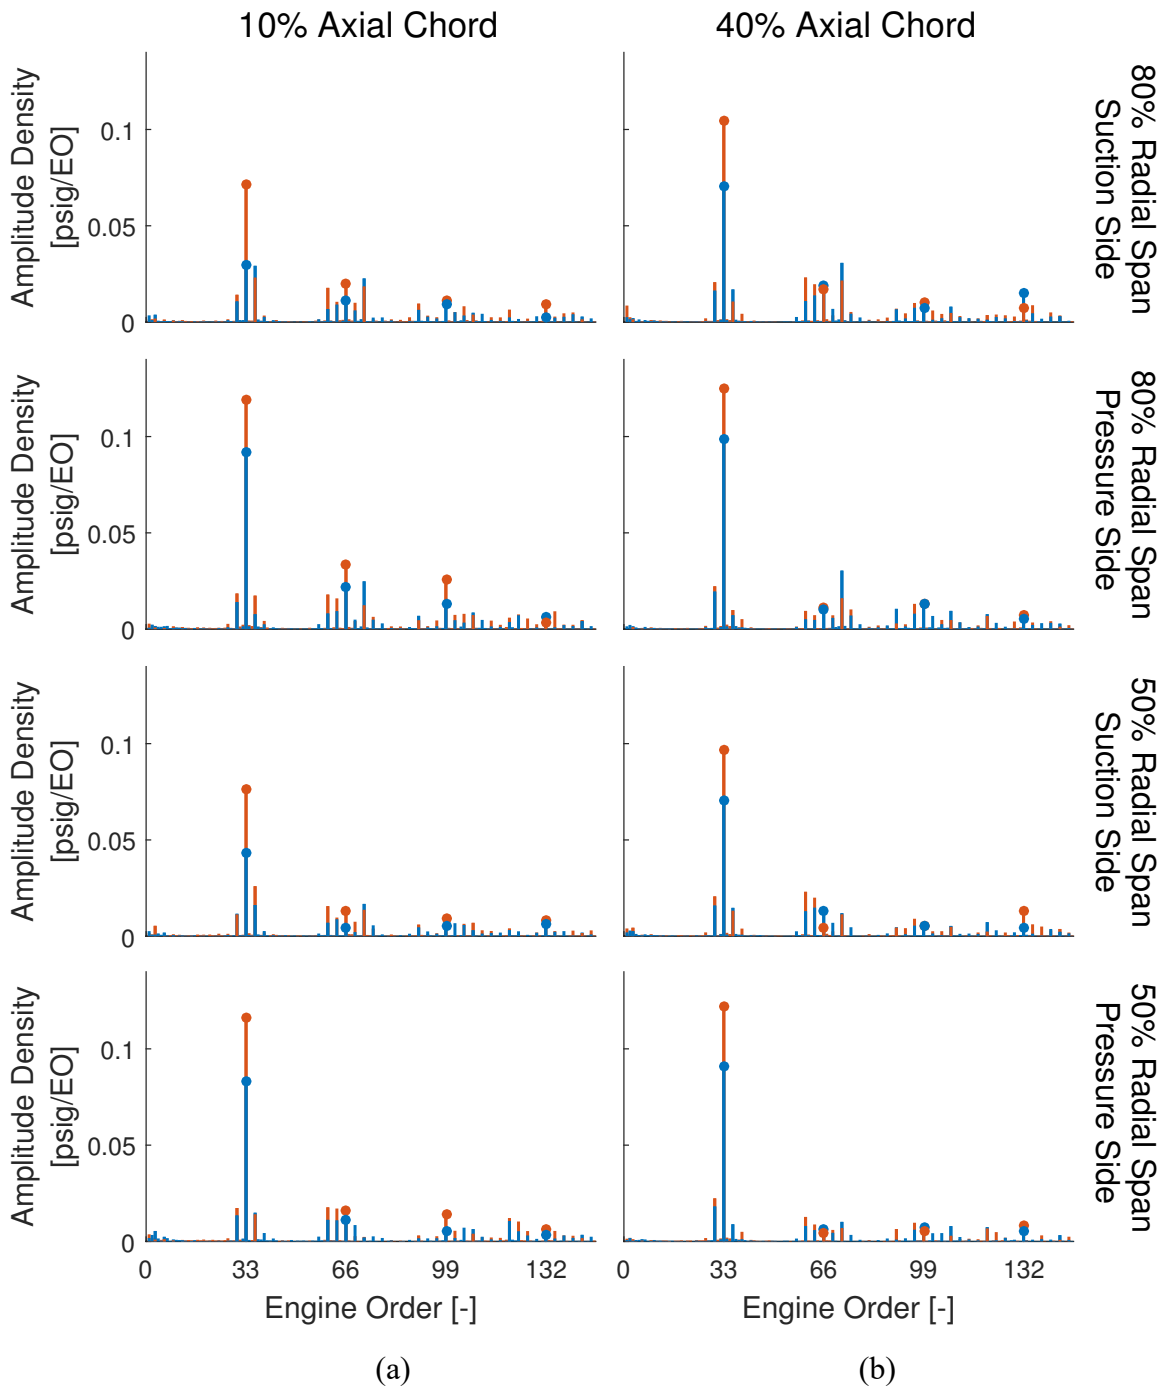 10% Axial Chord
40% Axial Chord
Amplitude Density
[psig/EO]
0.1
0.05
0
80% Radial Span
Suction Side
Amplitude Density
[psig/EO]
0.1
0.05
0
80% Radial Span
Pressure Side
Amplitude Density
[psig/EO]
0.1
0.05
0
50% Radial Span
Suction Side
Amplitude Density
[psig/EO]
0.1
0.05
0
50% Radial Span
Pressure Side
0 33 66 99 132
0 33 66 99 132
Engine Order [-]
Engine Order [-]
(a)
(b)